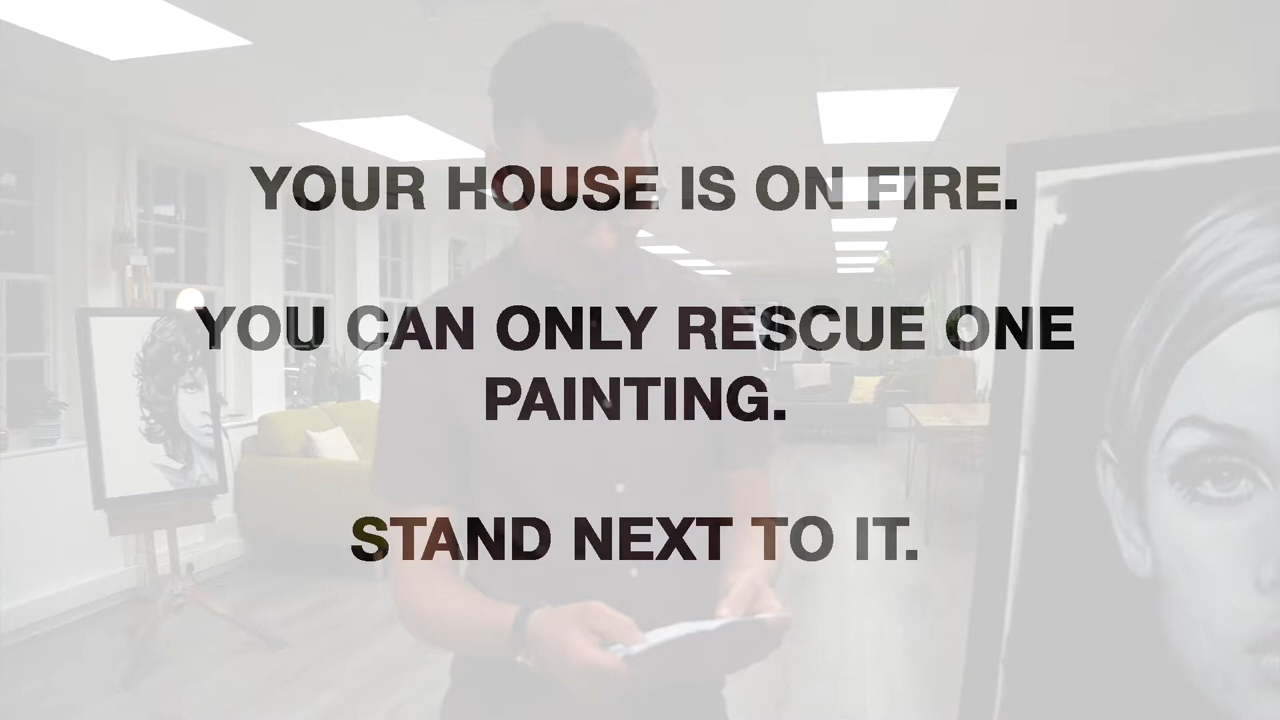 YOUR HOUSE IS ON FIRE.
YOU CAN ONLY RESCUE ONE
PAINTING.
STAND NEXT TO IT.